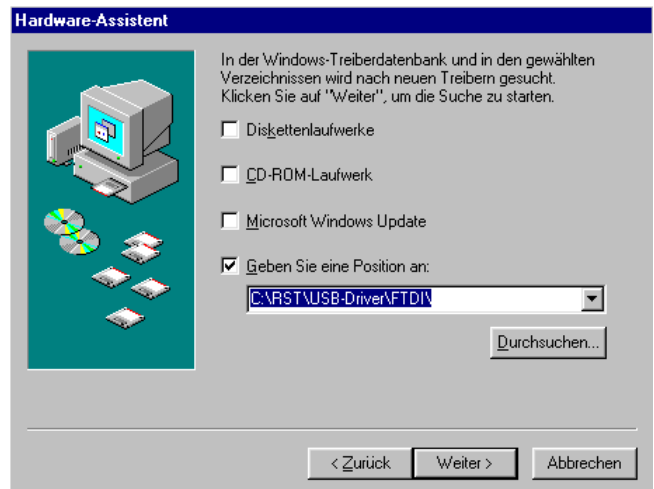 Hardware-Assistent
In der Windows-Treiberdatenbank und in den gewählten
Verzeichnissen wird nach neuen Treibern gesucht.
Klicken Sie auf "Weiter", um die Suche zu starten.
Diskettenlaufwerke
CD-ROM-Laufwerk
Microsoft Windows Update
Geben Sie eine Position an:
C:\RST\USB-Driver\FTDI\
Durchsuchen...
< Zurück Weiter > Abbrechen